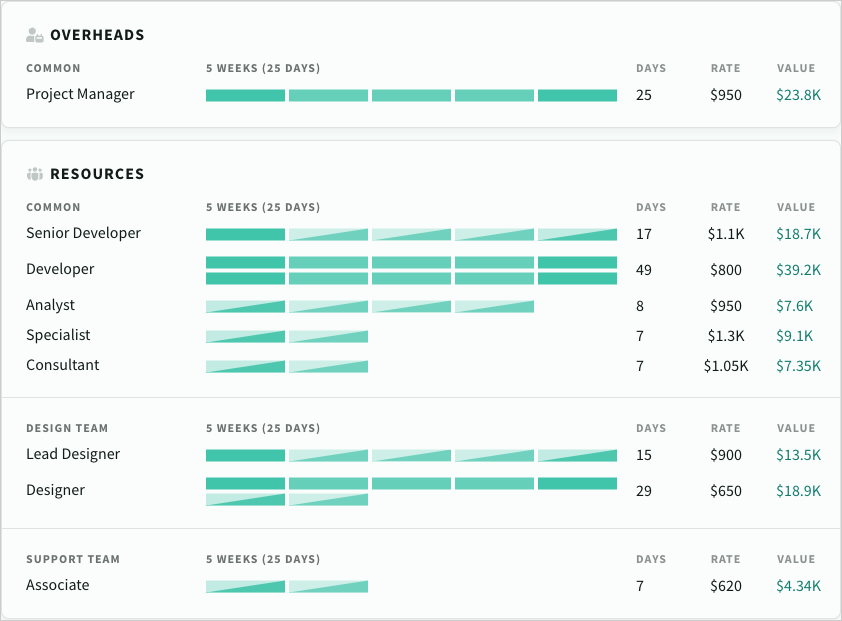 OVERHEADS
COMMON 5 WEEKS (25 DAYS) DAYS RATE VALUE
Project Manager 25 $950 $23.8K
RESOURCES
COMMON 5 WEEKS (25 DAYS) DAYS RATE VALUE
Senior Developer 17 $1.1K $18.7K
Developer 49 $800 $39.2K
Analyst 8 $950 $7.6K
Specialist 7 $1.3K $9.1K
Consultant 7 $1.05K $7.35K
DESIGN TEAM 5 WEEKS (25 DAYS) DAYS RATE VALUE
Lead Designer 15 $900 $13.5K
Designer 29 $650 $18.9K
SUPPORT TEAM 5 WEEKS (25 DAYS) DAYS RATE VALUE
Associate 7 $620 $4.34K